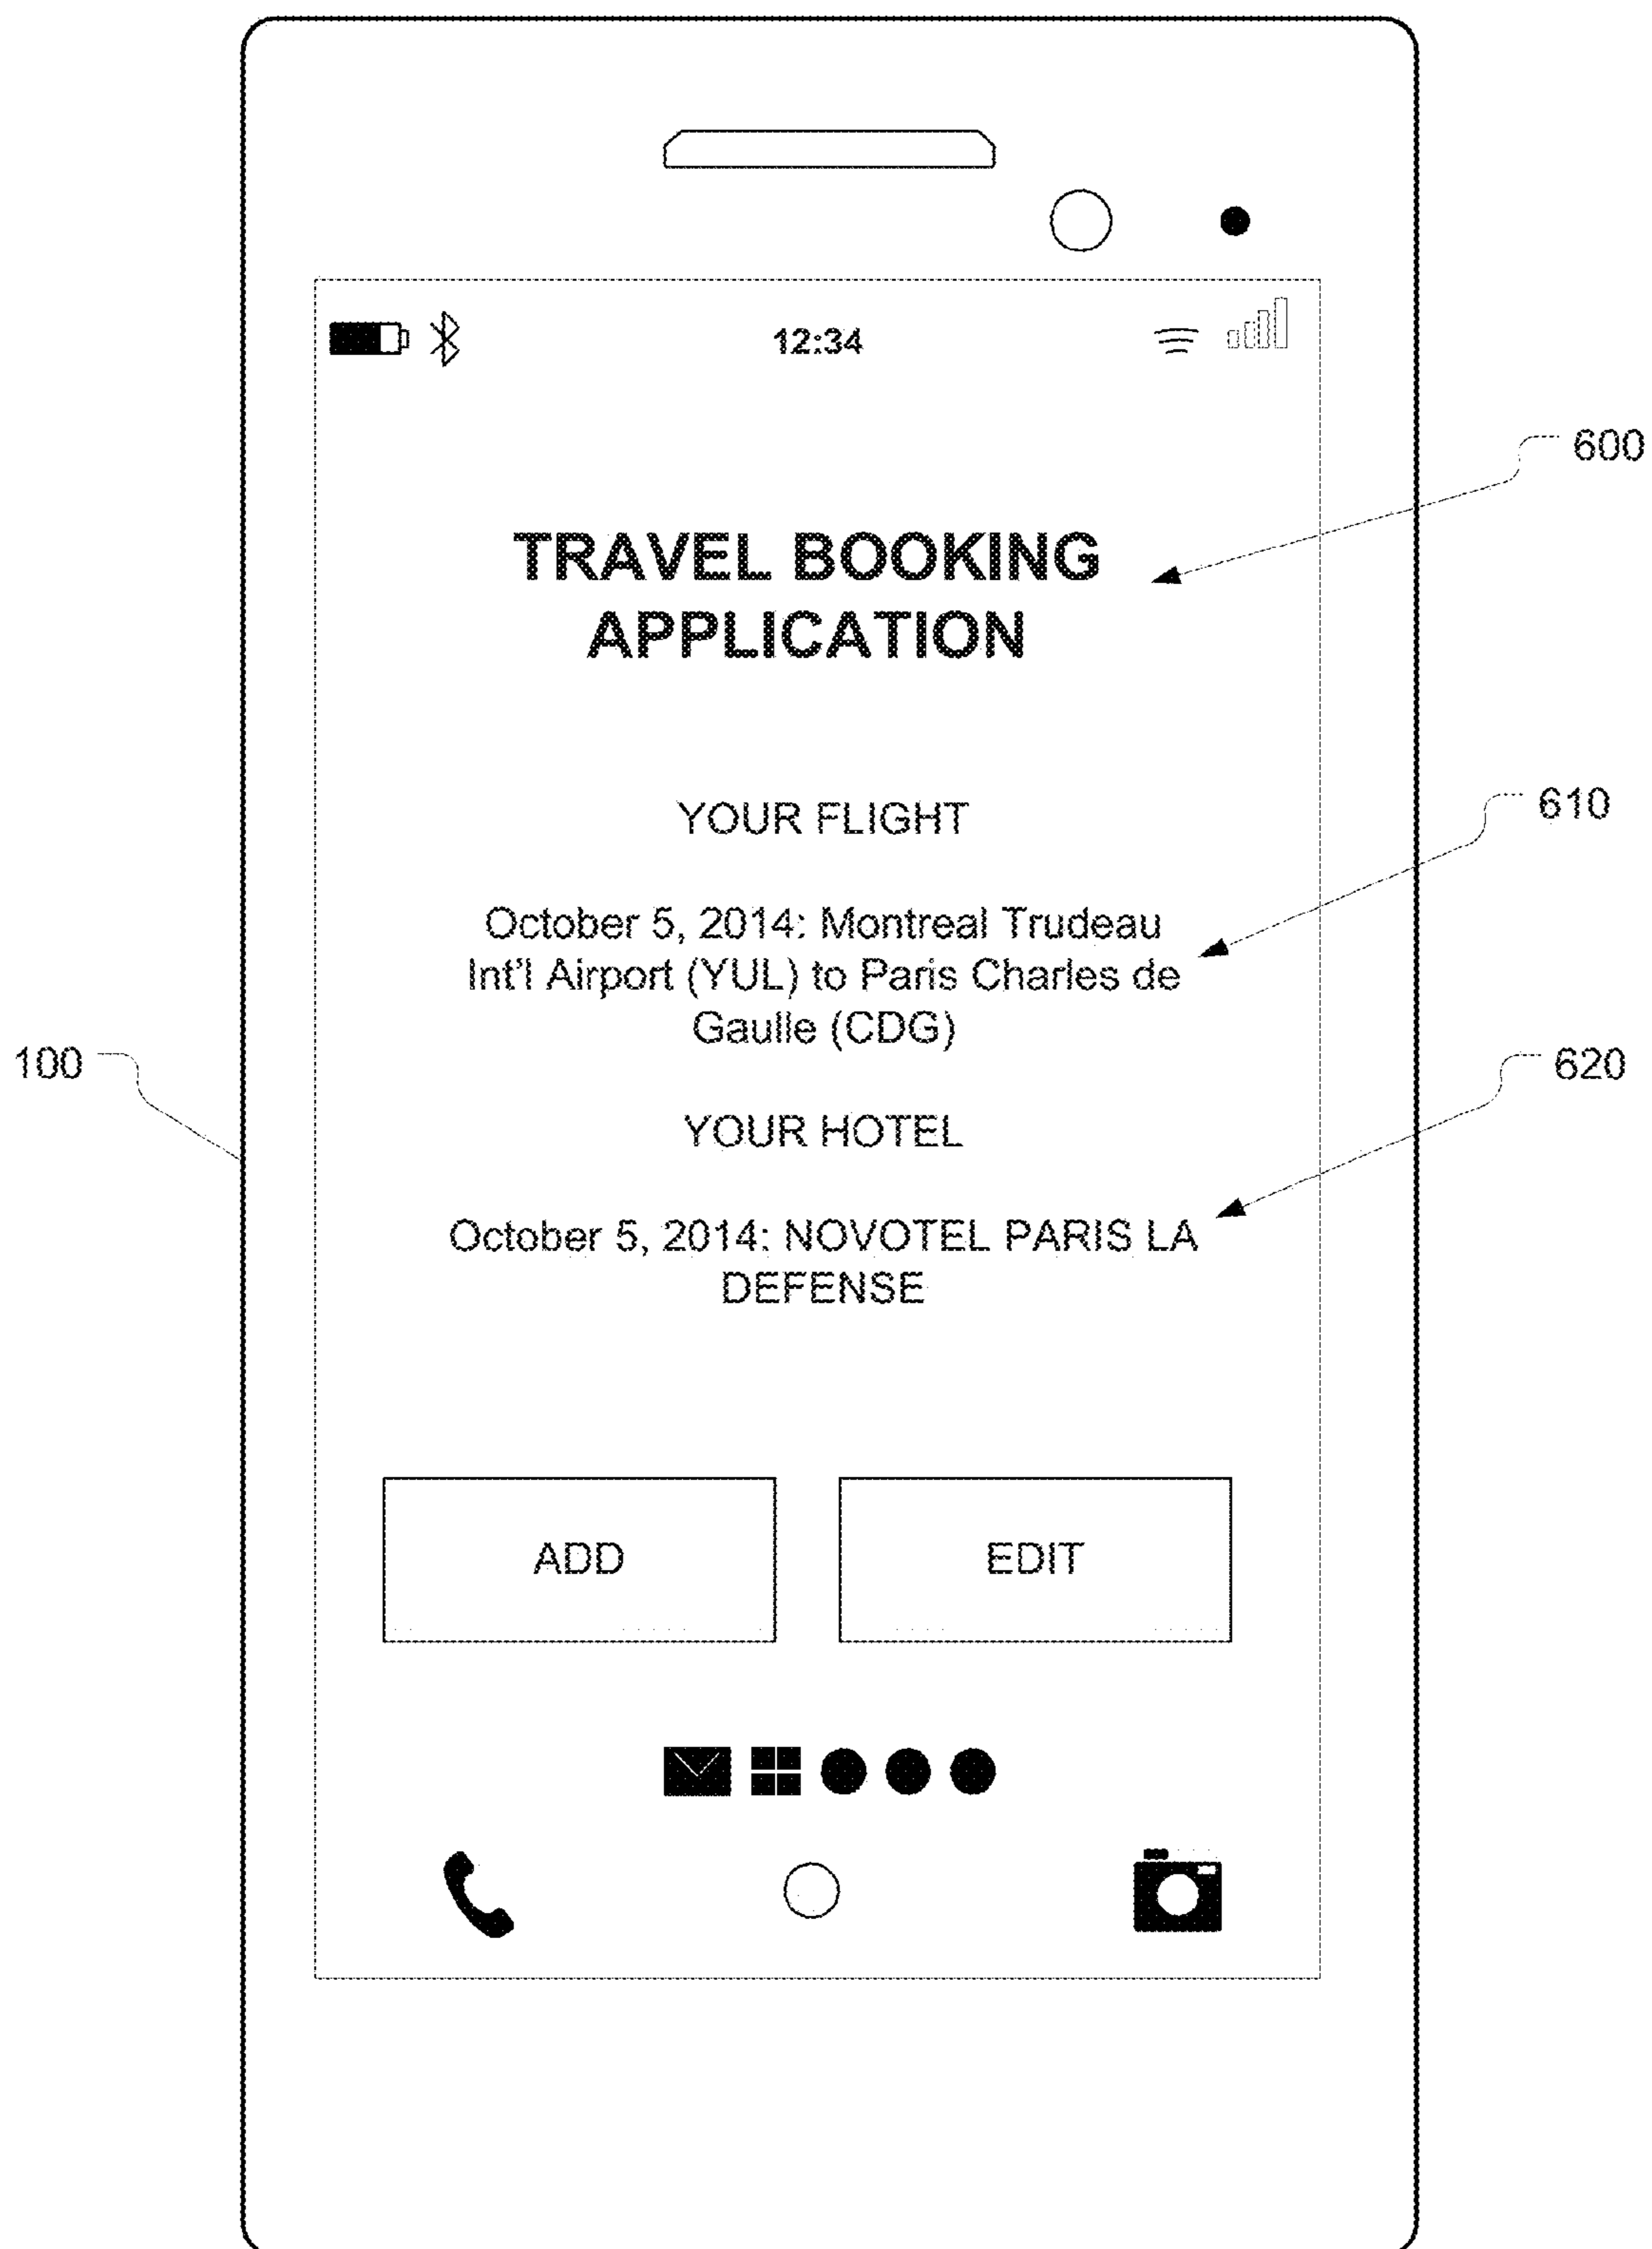 12:34
600
TRAVEL BOOKING
APPLICATION
YOUR FLIGHT
610
October 5, 2014: Montreal Trudeau
Int'l Airport (YUL) to Paris Charles de
Gaulle (CDG)
100
620
YOUR HOTEL
October 5, 2014: NOVOTEL PARIS LA
DEFENSE
ADD
EDIT